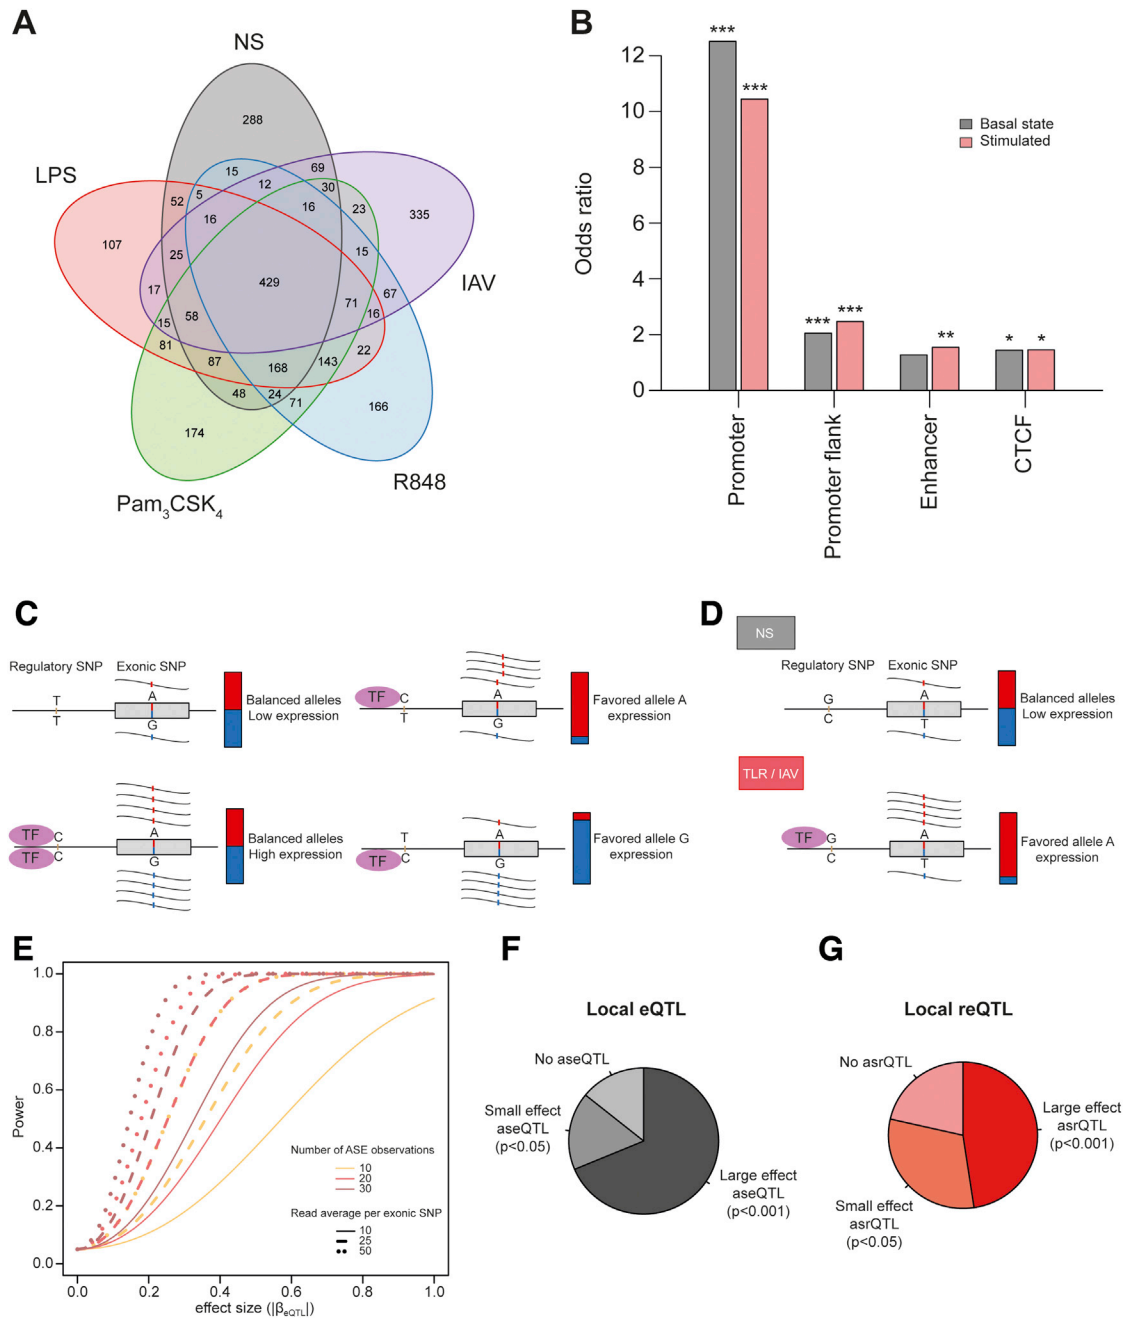 A
NS
LPS
IAV
R848
Pam3CSK4
288
15
12
69
30
52
5
16
16
23
335
107
25
15
17
429
67
71
16
15
58
81
87
168
143
22
48
24
71
166
174
B
Odds ratio
12
10
8
6
4
2
0
***
***
***
***
**
*
*
Basal state
Stimulated
Promoter
Promoter flank
Enhancer
CTCF
C
Regulatory SNP
Exonic SNP
T
T
A
G
Balanced alleles
Low expression
TF
C
T
A
G
Favored allele A
expression
TF
TF
C
C
A
G
Balanced alleles
High expression
TF
T
C
A
G
Favored allele G
expression
D
NS
Regulatory SNP
Exonic SNP
G
C
A
T
Balanced alleles
Low expression
TLR / IAV
TF
G
C
A
T
Favored allele A
expression
E
Power
1.0
0.8
0.6
0.4
0.2
0.0
Number of ASE observations
10
20
30
Read average per exonic SNP
10
25
50
0.0
0.2
0.4
0.6
0.8
1.0
effect size (|βeQTL|)
F
Local eQTL
No aseQTL
Small effect
aseQTL
(p<0.05)
Large effect
aseQTL
(p<0.001)
G
Local reQTL
No asrQTL
Large effect
asrQTL
(p<0.001)
Small effect
asrQTL
(p<0.05)